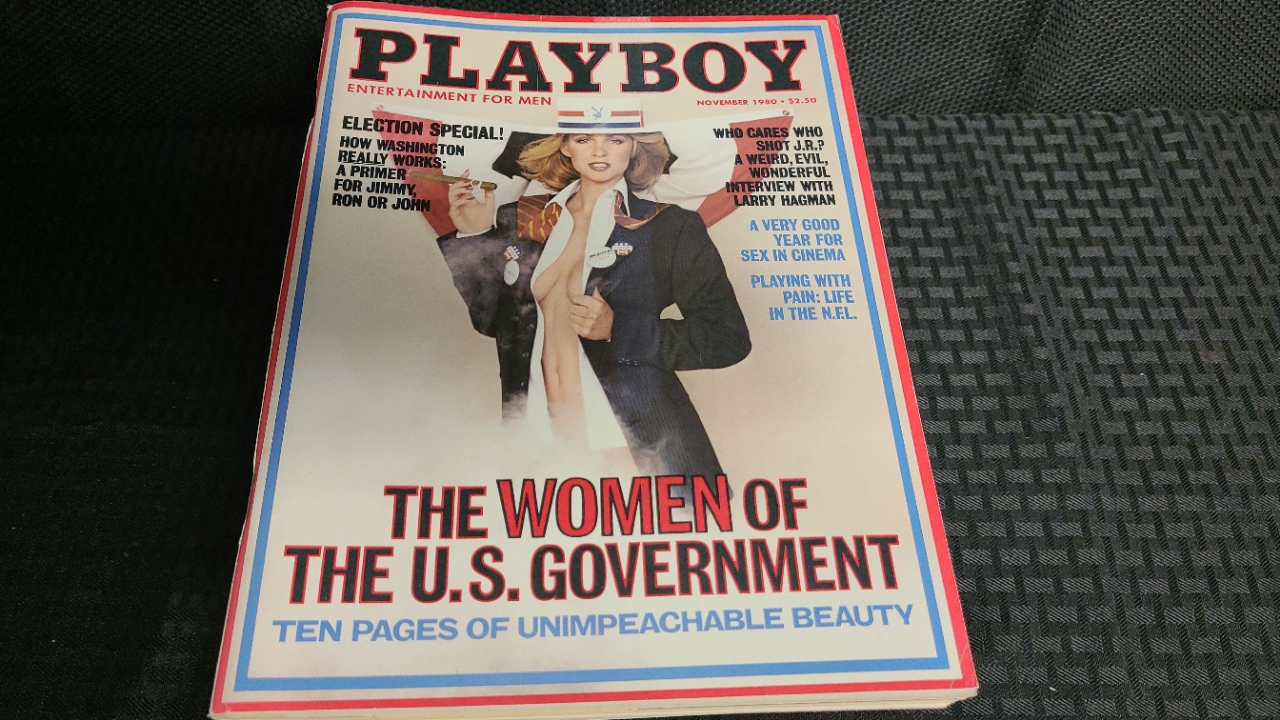 PLAYBOY
ENTERTAINMENT FOR MEN
NOVEMBER 1980 • $2.50
ELECTION SPECIAL!
HOW WASHINGTON
REALLY WORKS:
A PRIMER
FOR JIMMY,
RON OR JOHN
WHO CARES WHO
SHOT J.R.?
A WEIRD, EVIL,
WONDERFUL
INTERVIEW WITH
LARRY HAGMAN
A VERY GOOD
YEAR FOR
SEX IN CINEMA
PLAYING WITH
PAIN: LIFE
IN THE N.F.L.
THE WOMEN OF
THE U.S. GOVERNMENT
TEN PAGES OF UNIMPEACHABLE BEAUTY